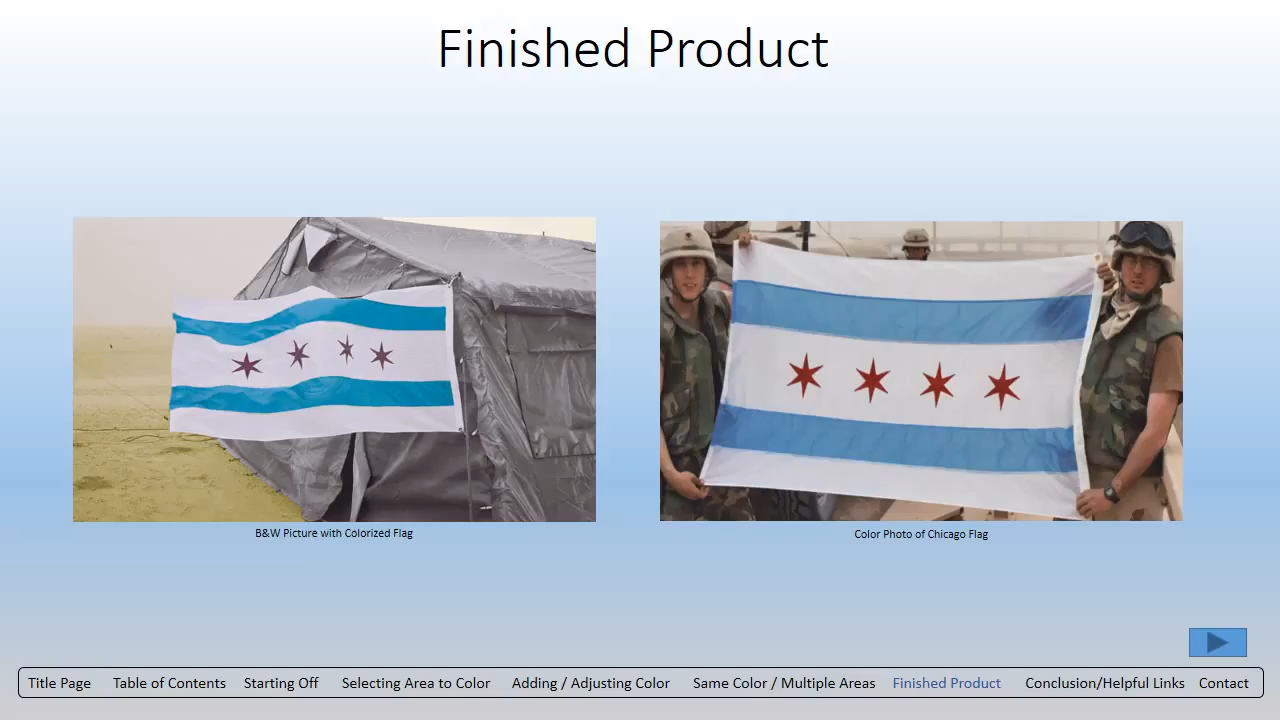 Finished Product
B&W Picture with Colorized Flag
Color Photo of Chicago Flag
Title Page Table of Contents Starting Off Selecting Area to Color Adding / Adjusting Color Same Color / Multiple Areas Finished Product Conclusion/Helpful Links Contact